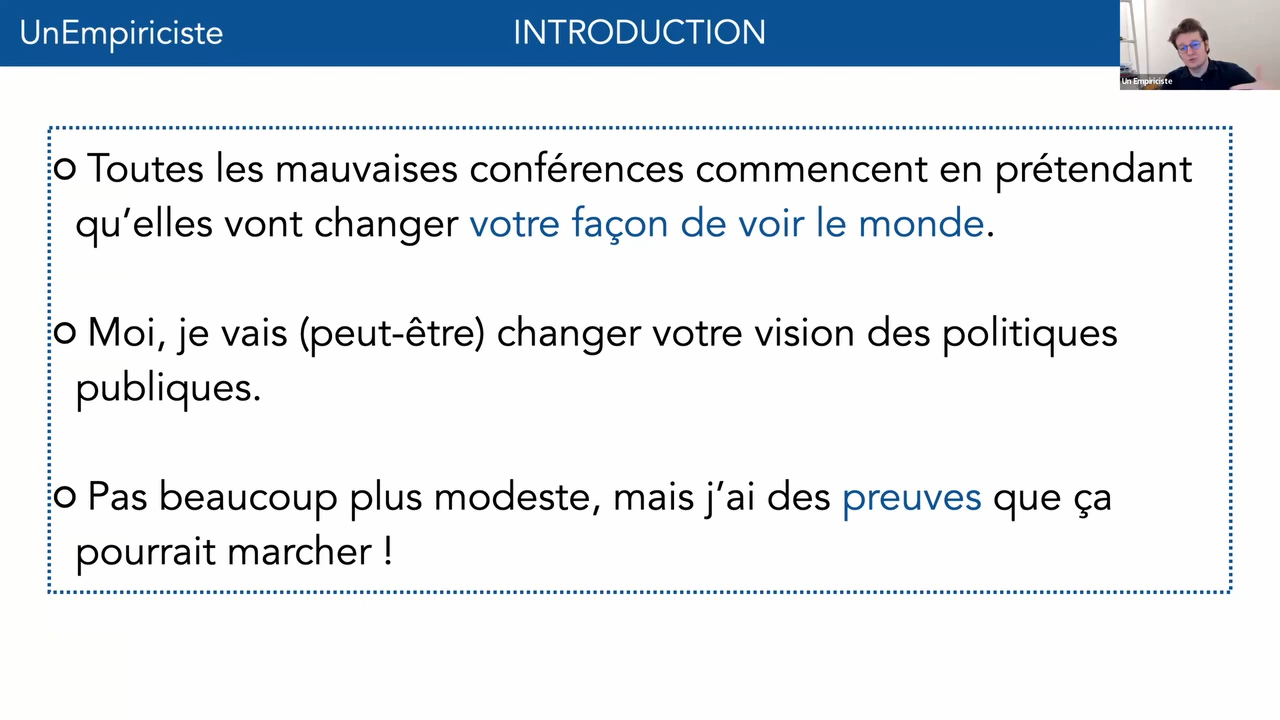 UnEmpiriciste
INTRODUCTION
Un Empiriciste
Toutes les mauvaises conférences commencent en prétendant
qu’elles vont changer votre façon de voir le monde.
Moi, je vais (peut-être) changer votre vision des politiques
publiques.
Pas beaucoup plus modeste, mais j’ai des preuves que ça
pourrait marcher !